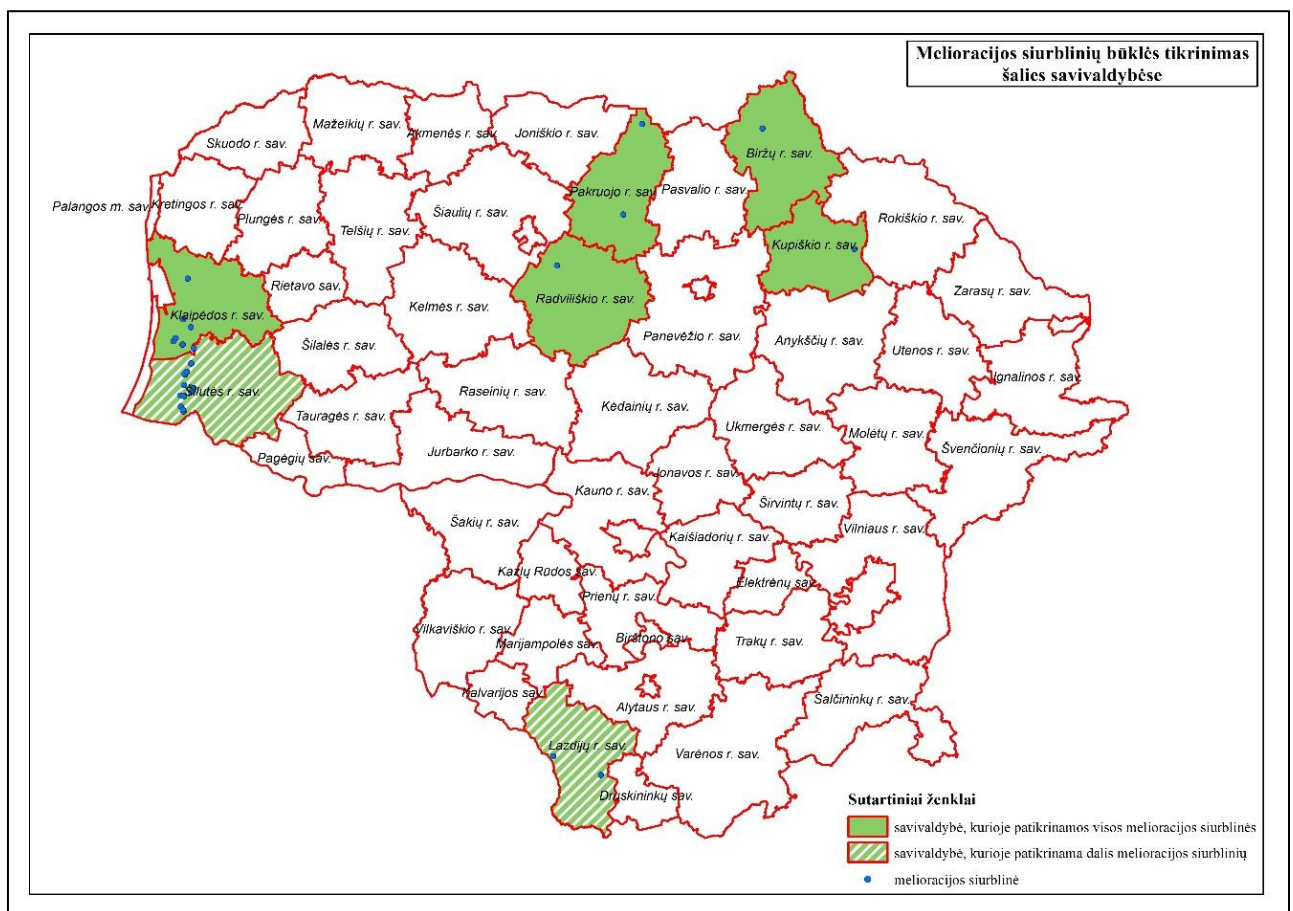 Melioracijos siurblinių būklės tikrinimas
šalies savivaldybėse
Mažeikių r. sav.
Akmenės r. sav.
Joniškio r. sav.
Skuodo r. sav.
Biržų r. sav.
Pakruojo r. sav.
Pasvalio r. sav.
Palangos m. sav.
Kretingos r. sav.
Plungės r. sav.
Telšių r. sav.
Šiaulių r. sav.
Rokiškio r. sav.
Kupiškio r. sav.
Rietavo sav.
Zarasų r. sav.
Klaipėdos r. sav.
Kelmės r. sav.
Radviliškio r. sav.
Šilalės r. sav.
Panevėžio r. sav.
Anykščių r. sav.
Utenos r. sav.
Ignalinos r. sav.
Šilutės r. sav.
Raseinių r. sav.
Kėdainių r. sav.
Tauragės r. sav.
Ukmergės r. sav.
Molėtų r. sav.
Švenčionių r. sav.
Pagėgių sav.
Jurbarko r. sav.
Jonavos r. sav.
Kauno r. sav.
Širvintų r. sav.
Šakių r. sav.
Vilniaus r. sav.
Kaišiadorių r. sav.
Kazlų Rūdos sav.
Elektrėnų sav.
Prienų r. sav.
Vilkaviškio r. sav.
Marijampolės sav.
Birštono sav.
Trakų r. sav.
Kalvarijos sav.
Alytaus r. sav.
Šalčininkų r. sav.
Lazdijų r. sav.
Varėnos r. sav.
Druskininkų sav.
Sutartiniai ženklai
savivaldybė, kurioje patikrinamos visos melioracijos siurblinės
savivaldybė, kurioje patikrinama dalis melioracijos siurblinių
melioracijos siurblinė